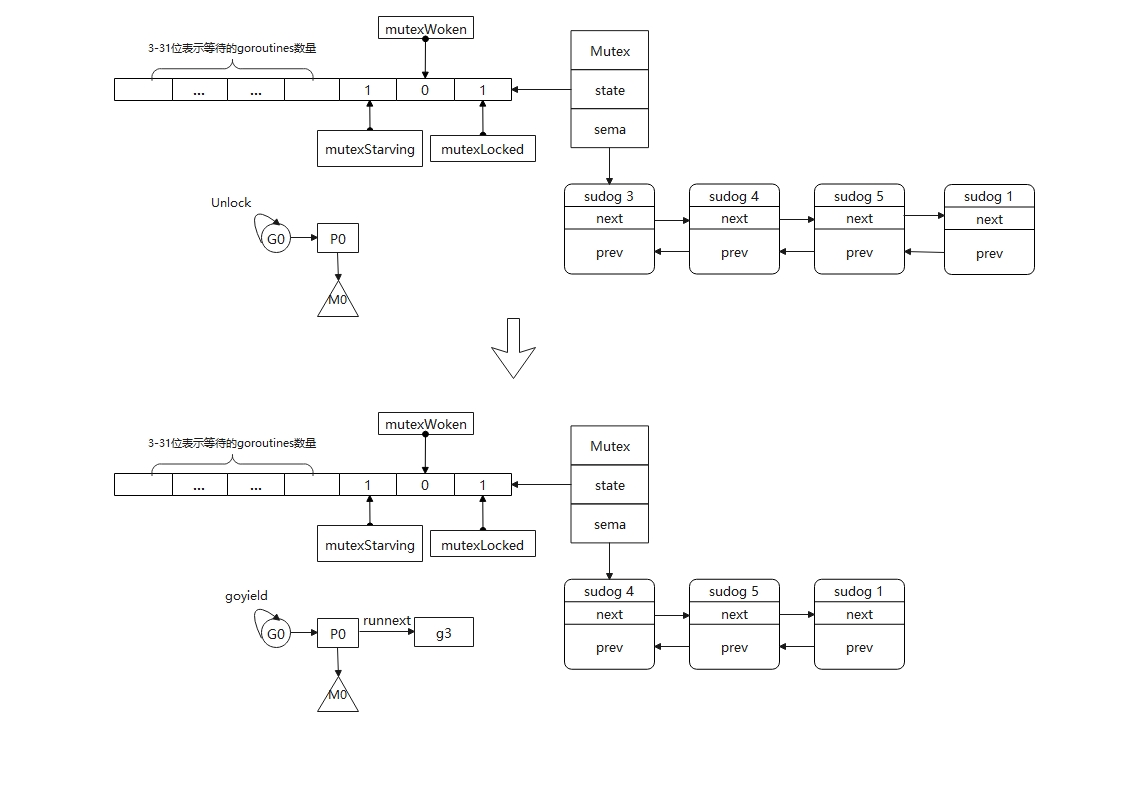 mutexWoken
3-31位表示等待的goroutines数量
... ... 1 0 1
mutexStarving
mutexLocked
Mutex
state
sema
Unlock
G0
P0
M0
sudog 3
next
prev
sudog 4
next
prev
sudog 5
next
prev
sudog 1
next
prev
mutexWoken
3-31位表示等待的goroutines数量
... ... 1 0 1
mutexStarving
mutexLocked
Mutex
state
sema
goyield
G0
P0
runnext
g3
M0
sudog 4
next
prev
sudog 5
next
prev
sudog 1
next
prev